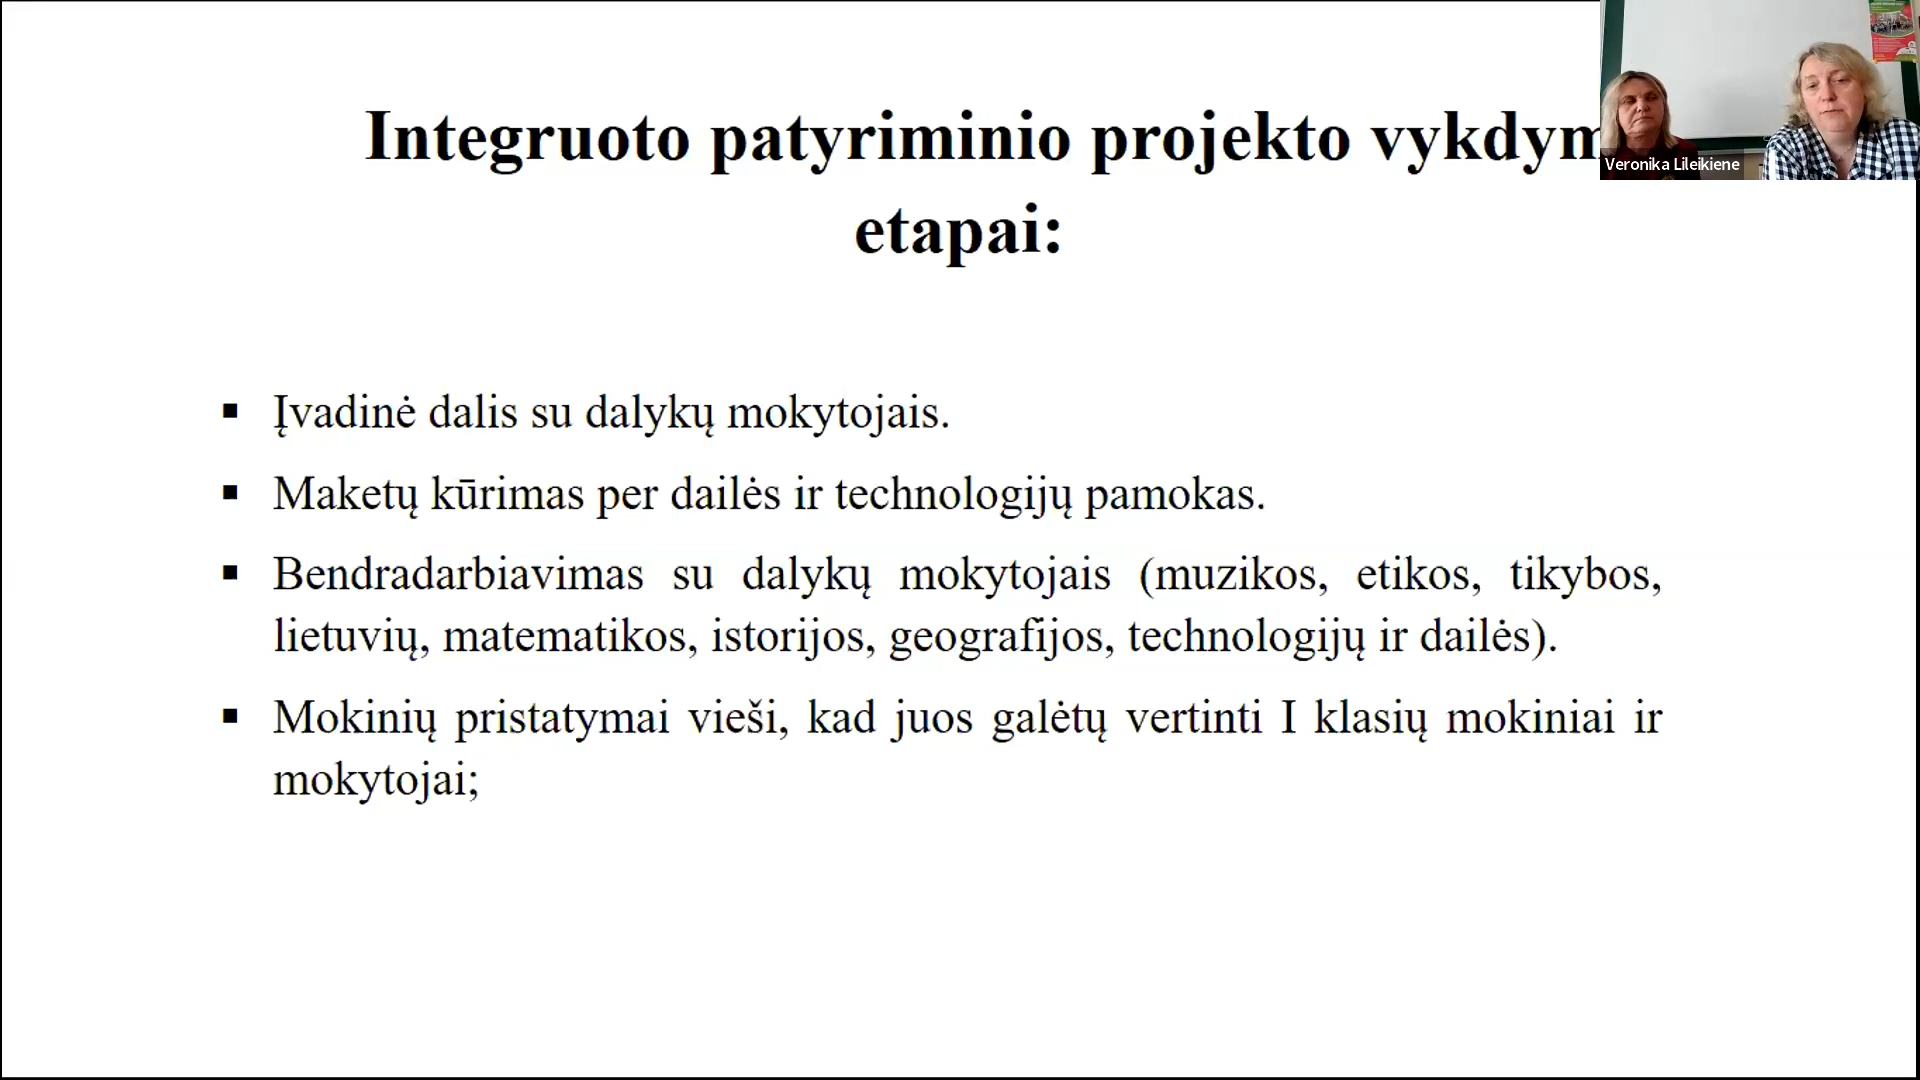 Integruoto patyriminio projekto
etapai:
Veronika Lileikiene
▪ Įvadinė dalis su dalykų mokytojais.
▪ Maketų kūrimas per dailės ir technologijų pamokas.
▪ Bendradarbiavimas su dalykų mokytojais (muzikos, etikos, tikybos,
lietuvių, matematikos, istorijos, geografijos, technologijų ir dailės).
▪ Mokinių pristatymai vieši, kad juos galėtų vertinti I klasių mokiniai ir
mokytojai;